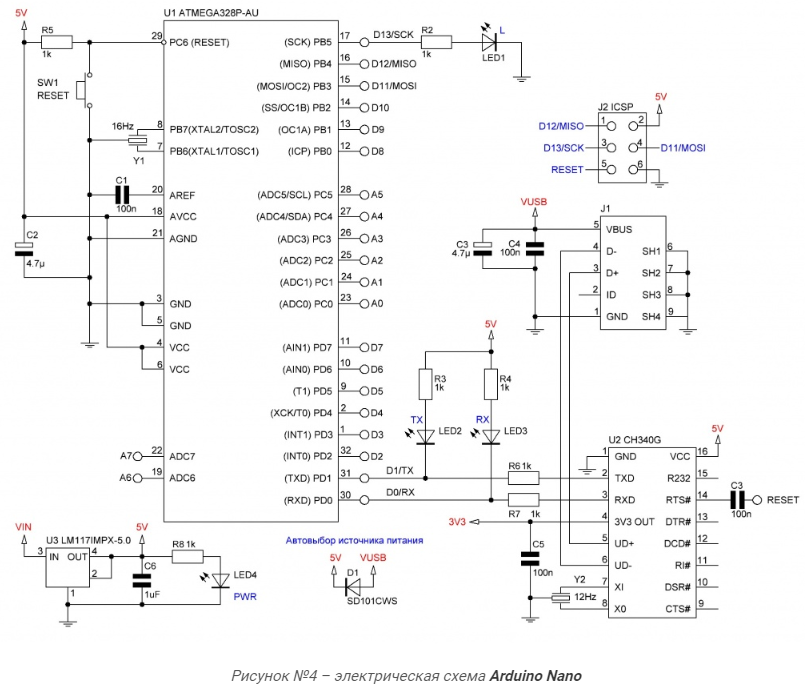 U1 ATMEGA328P-AU
5V
R5
1k
29
PC6 (RESET)
SW1
RESET
16Hz
Y1
8
PB7(XTAL2/TOSC2)
7
PB6(XTAL1/TOSC1)
C1
100n
20
AREF
18
AVCC
21
AGND
C2
4.7µ
3
GND
5
GND
4
VCC
6
VCC
A7
22
ADC7
A6
19
ADC6
(SCK) PB5
17
D13/SCK
(MISO) PB4
16
D12/MISO
(MOSI/OC2) PB3
15
D11/MOSI
(SS/OC1B) PB2
14
D10
(OC1A) PB1
13
D9
(ICP) PB0
12
D8
(ADC5/SCL) PC5
28
A5
(ADC4/SDA) PC4
27
A4
(ADC3) PC3
26
A3
(ADC2) PC2
25
A2
(ADC1) PC1
24
A1
(ADC0) PC0
23
A0
(AIN1) PD7
11
D7
(AIN0) PD6
10
D6
(T1) PD5
9
D5
(XCK/T0) PD4
2
D4
(INT1) PD3
1
D3
(INT0) PD2
32
D2
(TXD) PD1
31
D1/TX
(RXD) PD0
30
D0/RX
R2
1k
L
LED1
J2 ICSP
5V
D12/MISO
1
2
D13/SCK
3
4
D11/MOSI
RESET
5
6
VUSB
C3
4.7µ
C4
100n
J1
5
VBUS
4
D-
3
D+
2
ID
1
GND
SH1
6
SH2
7
SH3
8
SH4
9
5V
R3
1k
R4
1k
TX
LED2
RX
LED3
R6 1k
R7 1k
U2 CH340G
5V
1
GND
2
TXD
3
RXD
4
3V3 OUT
5
UD+
6
UD-
7
XI
8
X0
VCC
16
R232
15
RTS#
14
DTR#
13
DCD#
12
RI#
11
DSR#
10
CTS#
9
C3
100n
RESET
3V3
C5
100n
Y2
12Hz
VIN
U3 LM117IMPX-5.0
5V
3
IN
OUT
4
2
1
R8 1k
C6
1uF
LED4
PWR
Автовыбор источника питания
5V
VUSB
D1
SD101CWS
Рисунок №4 – электрическая схема Arduino Nano